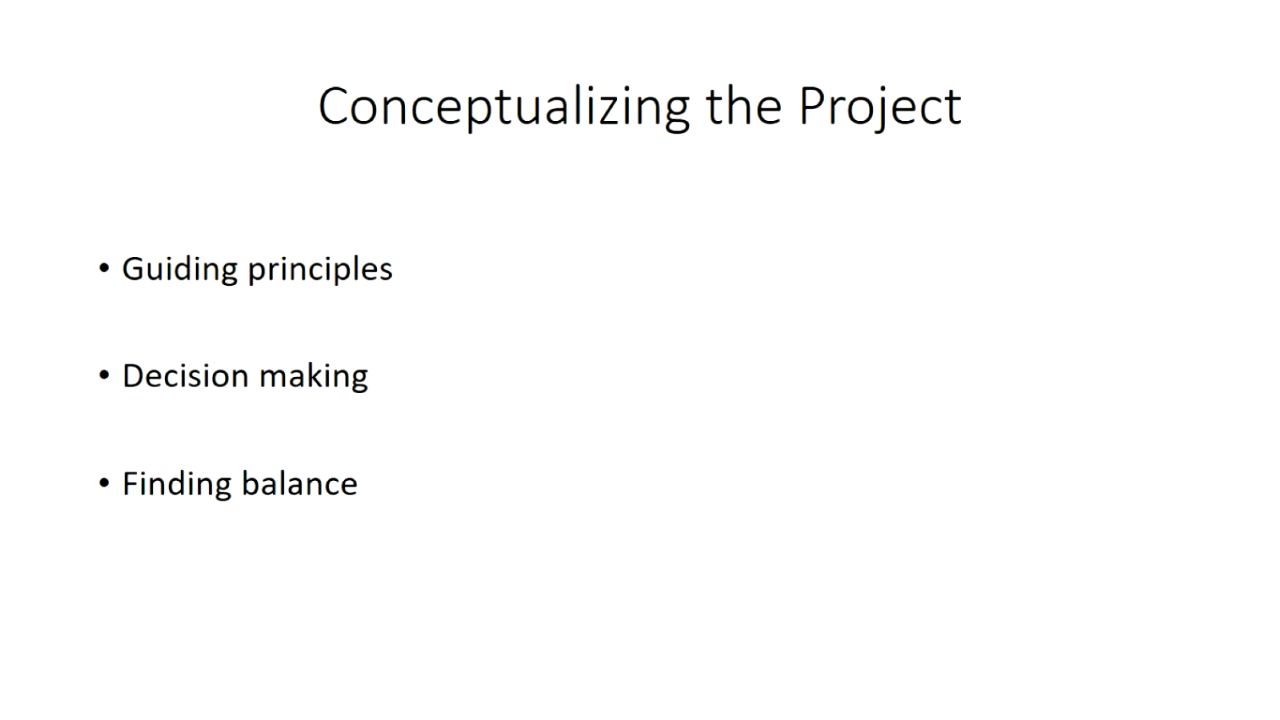 Conceptualizing the Project
• Guiding principles
• Decision making
• Finding balance